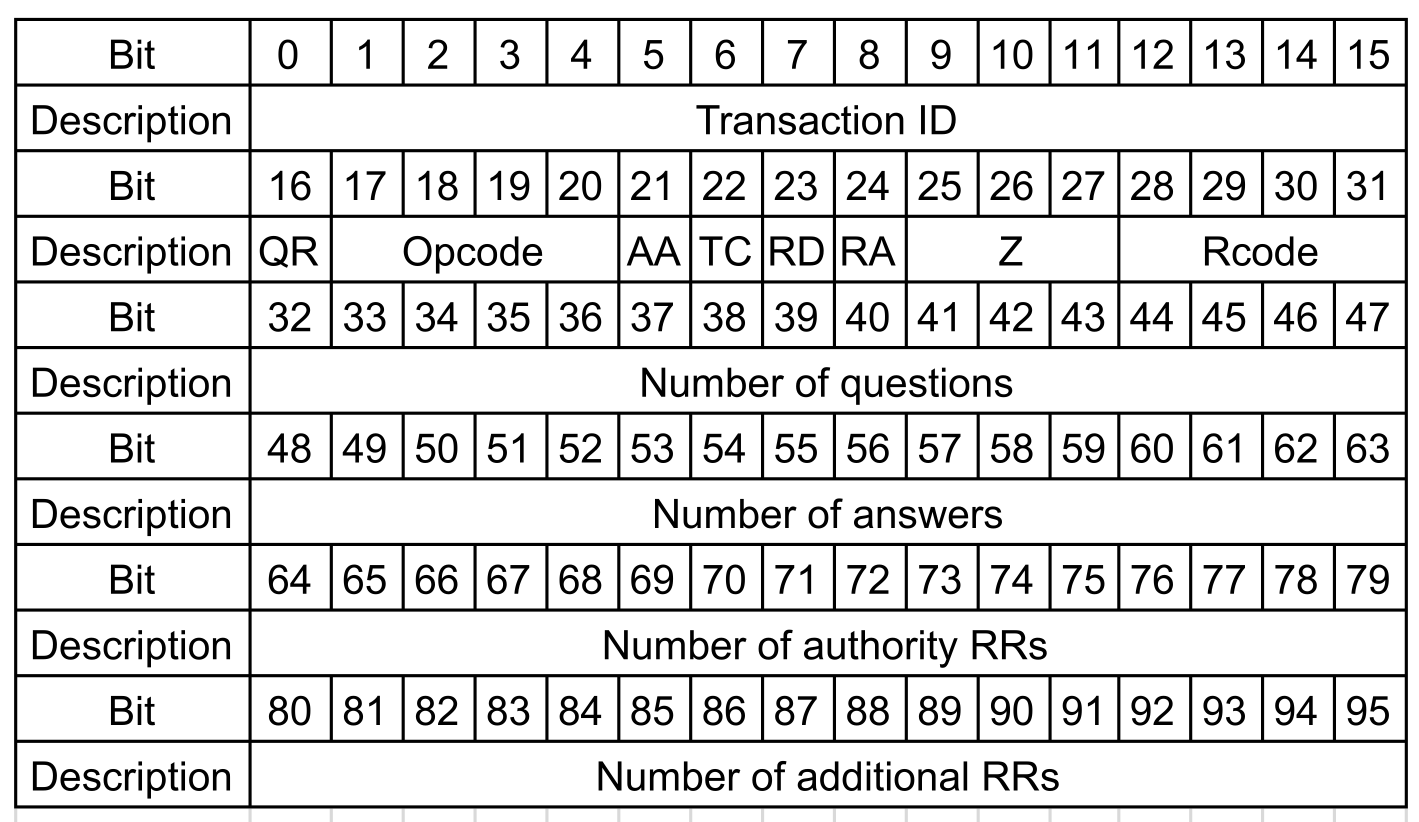 Bit 0 1 2 3 4 5 6 7 8 9 10 11 12 13 14 15
Description Transaction ID
Bit 16 17 18 19 20 21 22 23 24 25 26 27 28 29 30 31
Description QR Opcode AA TC RD RA Z Rcode
Bit 32 33 34 35 36 37 38 39 40 41 42 43 44 45 46 47
Description Number of questions
Bit 48 49 50 51 52 53 54 55 56 57 58 59 60 61 62 63
Description Number of answers
Bit 64 65 66 67 68 69 70 71 72 73 74 75 76 77 78 79
Description Number of authority RRs
Bit 80 81 82 83 84 85 86 87 88 89 90 91 92 93 94 95
Description Number of additional RRs